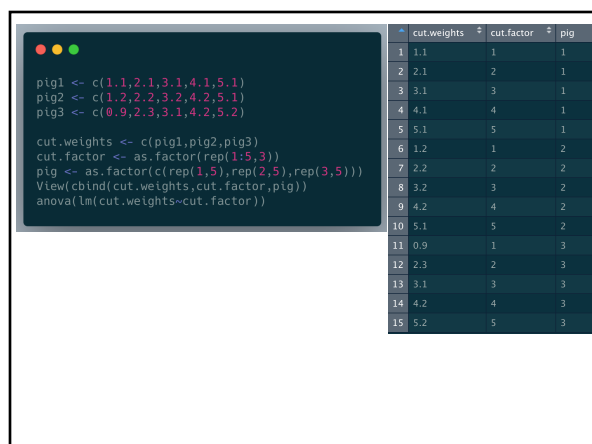 pig1 <- c(1.1,2.1,3.1,4.1,5.1)
pig2 <- c(1.2,2.2,3.2,4.2,5.1)
pig3 <- c(0.9,2.3,3.1,4.2,5.2)
cut.weights <- c(pig1,pig2,pig3)
cut.factor <- as.factor(rep(1:5,3))
pig <- as.factor(c(rep(1,5),rep(2,5),rep(3,5)))
View(cbind(cut.weights,cut.factor,pig))
anova(lm(cut.weights~cut.factor))
cut.weights cut.factor pig
1 1.1 1 1
2 2.1 2 1
3 3.1 3 1
4 4.1 4 1
5 5.1 5 1
6 1.2 1 2
7 2.2 2 2
8 3.2 3 2
9 4.2 4 2
10 5.1 5 2
11 0.9 1 3
12 2.3 2 3
13 3.1 3 3
14 4.2 4 3
15 5.2 5 3